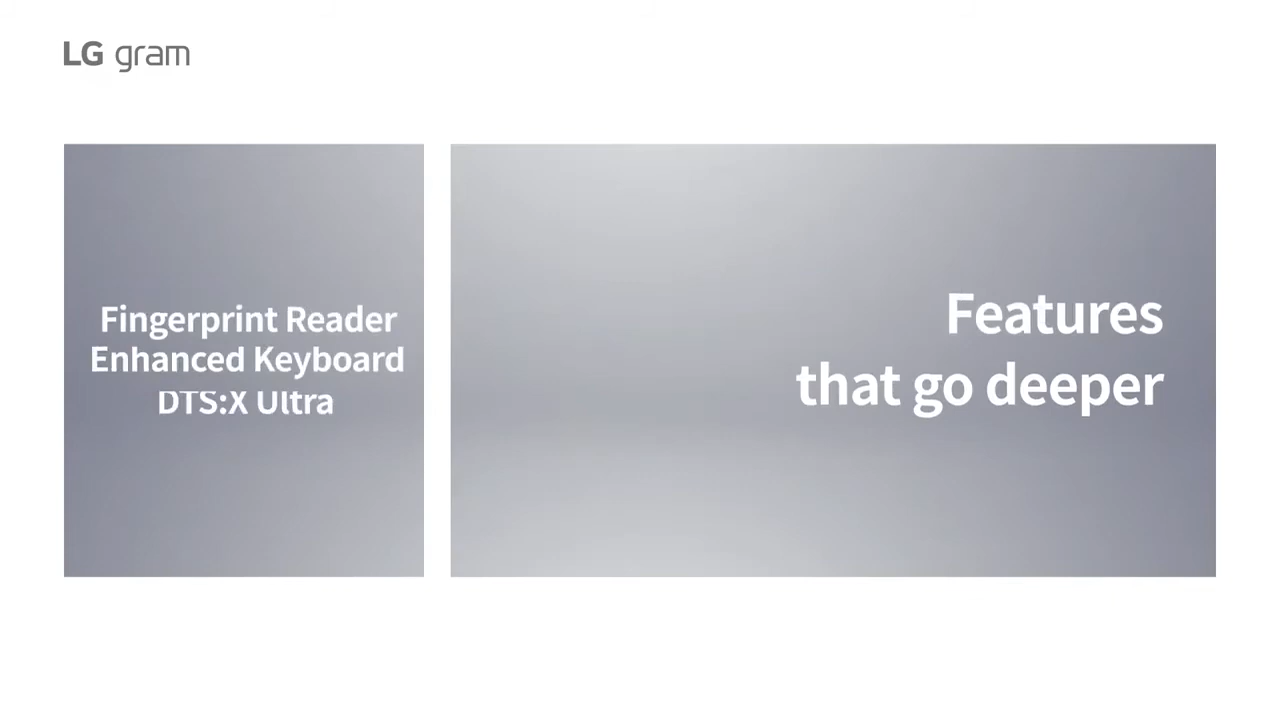 LG gram
Fingerprint Reader
Enhanced Keyboard
DTS:X Ultra
Features
that go deeper